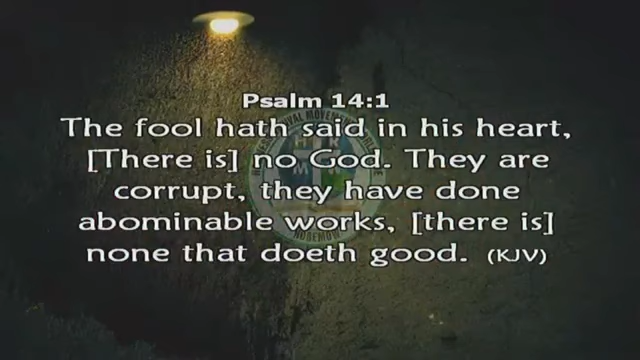 Psalm 14:1
The fool hath said in his heart,
[There is] no God. They are
corrupt, they have done
abominable works, [there is]
none that doeth good. (KJV)